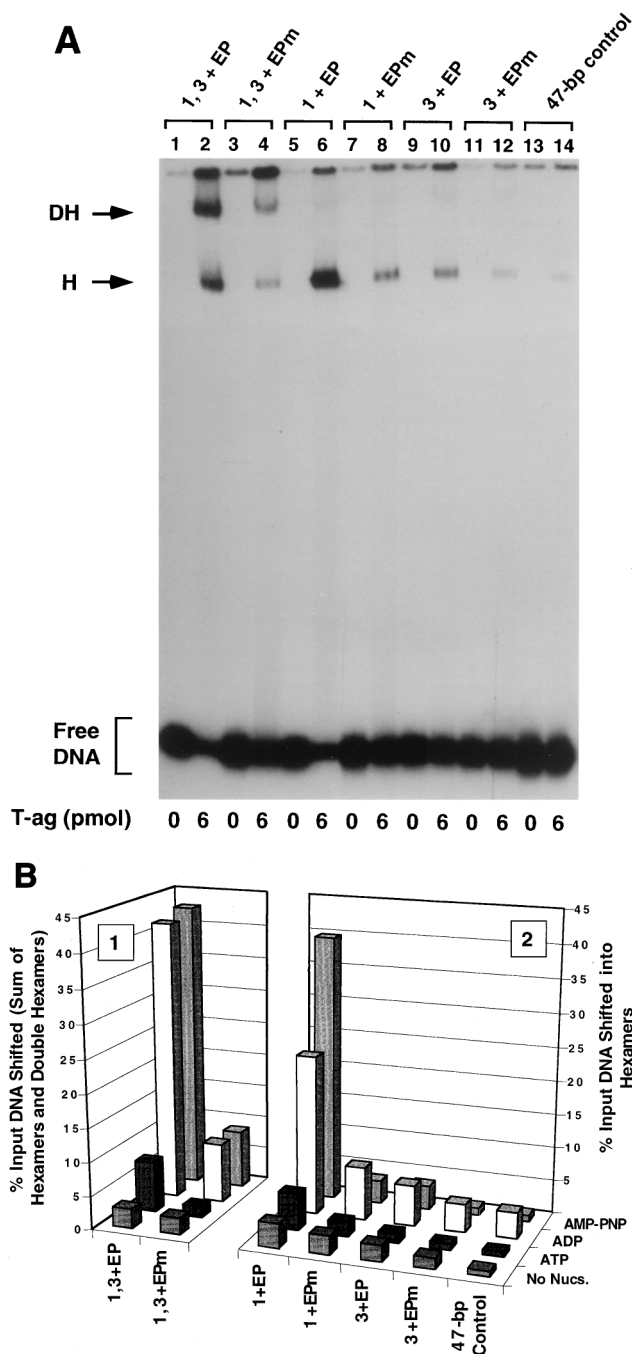 A
1, 3 + EP
1, 3 + EPm
1 + EP
1 + EPm
3 + EP
3 + EPm
47-bp control
1 2 3 4 5 6 7 8 9 10 11 12 13 14
DH
H
Free
DNA
T-ag (pmol) 0 6 0 6 0 6 0 6 0 6 0 6 0 6
B
% Input DNA Shifted (Sum of
Hexamers and Double Hexamers)
45
40
35
30
25
20
15
10
5
0
1
1,3+EP
1,3+EPm
2
45
40
35
30
25
20
15
10
5
% Input DNA Shifted into
Hexamers
AMP-PNP
ADP
ATP
No Nucs.
1+EP
1+EPm
3+EP
3+EPm
47-bp
Control